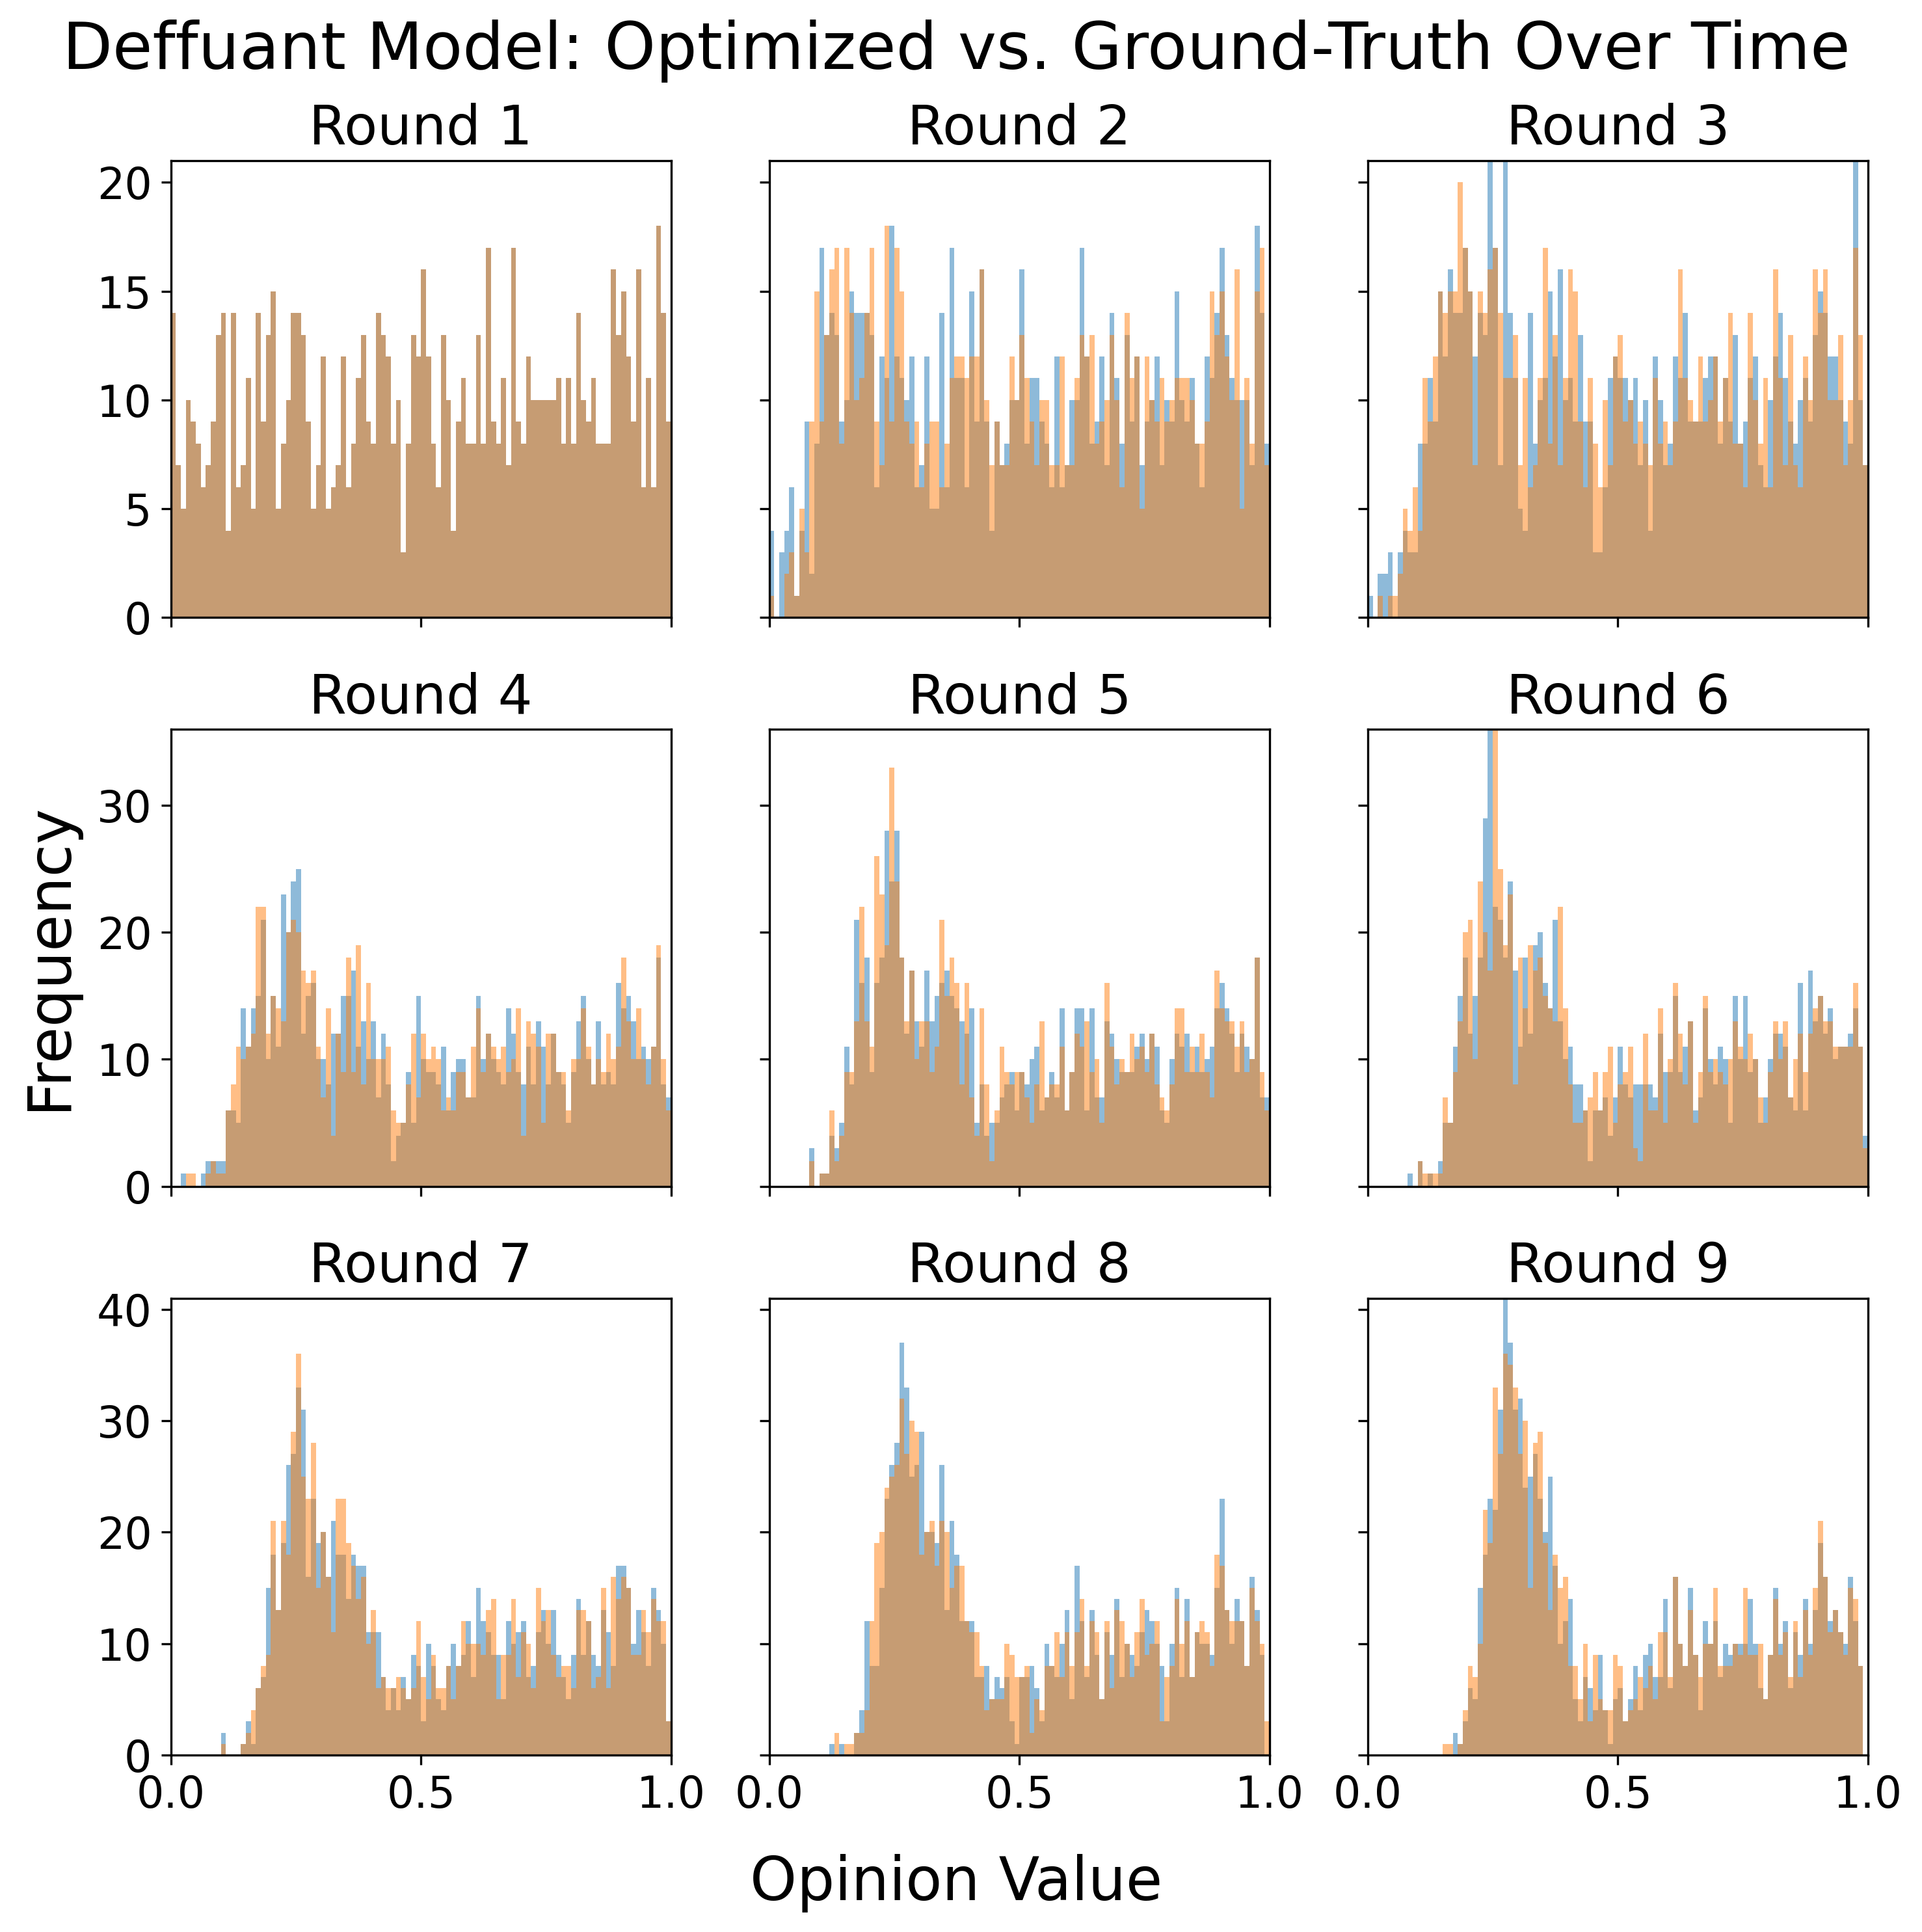 Deffuant Model: Optimized vs. Ground-Truth Over Time
Round 1 Round 2 Round 3
20
15
10
5
0
Round 4 Round 5 Round 6
30
20
10
0
Frequency
Round 7 Round 8 Round 9
40
30
20
10
0
0.0 0.5 1.0 0.0 0.5 1.0 0.0 0.5 1.0
Opinion Value